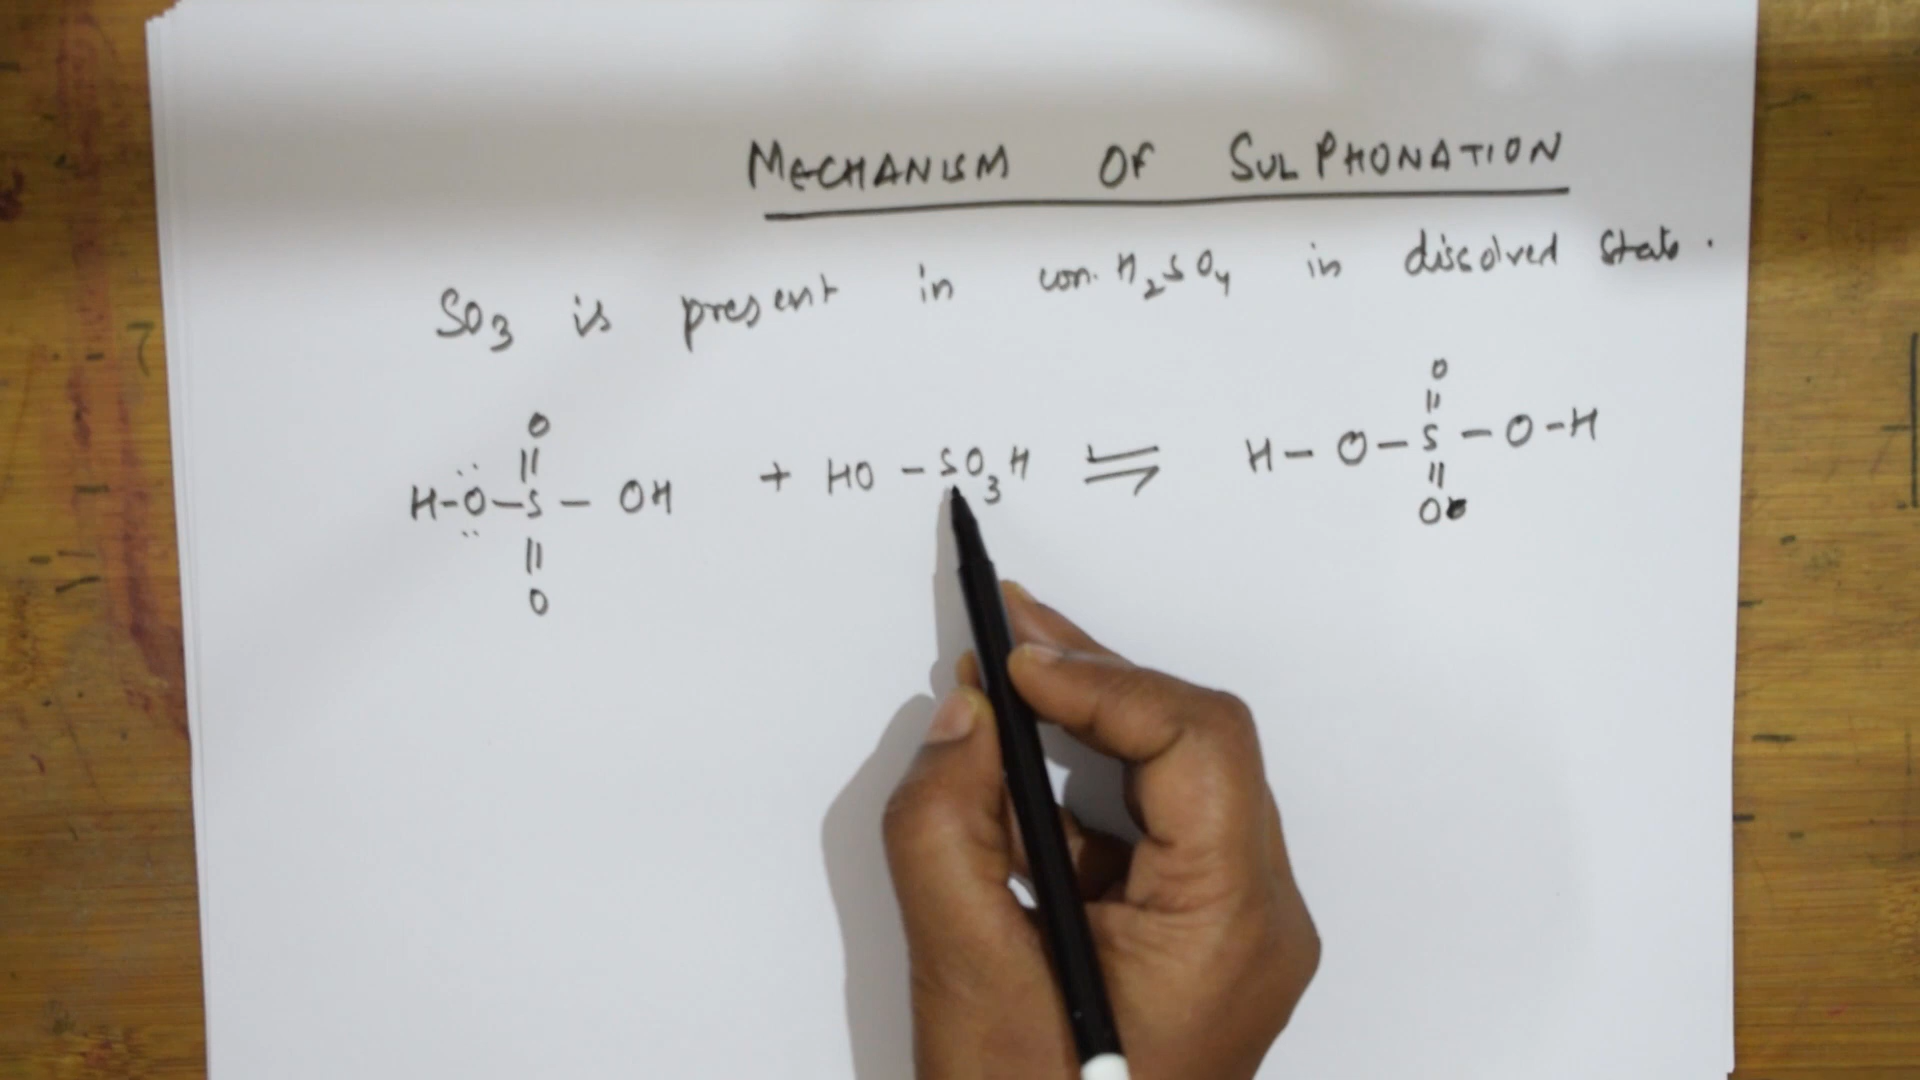 MECHANISM OF SULPHONATION
SO3 is present in con. H2SO4 in dissolved state.
O O
|| ||
H-Ö-S-OH + HO-SO3H ⇌ H-O-S-O-H
|| ||
O O